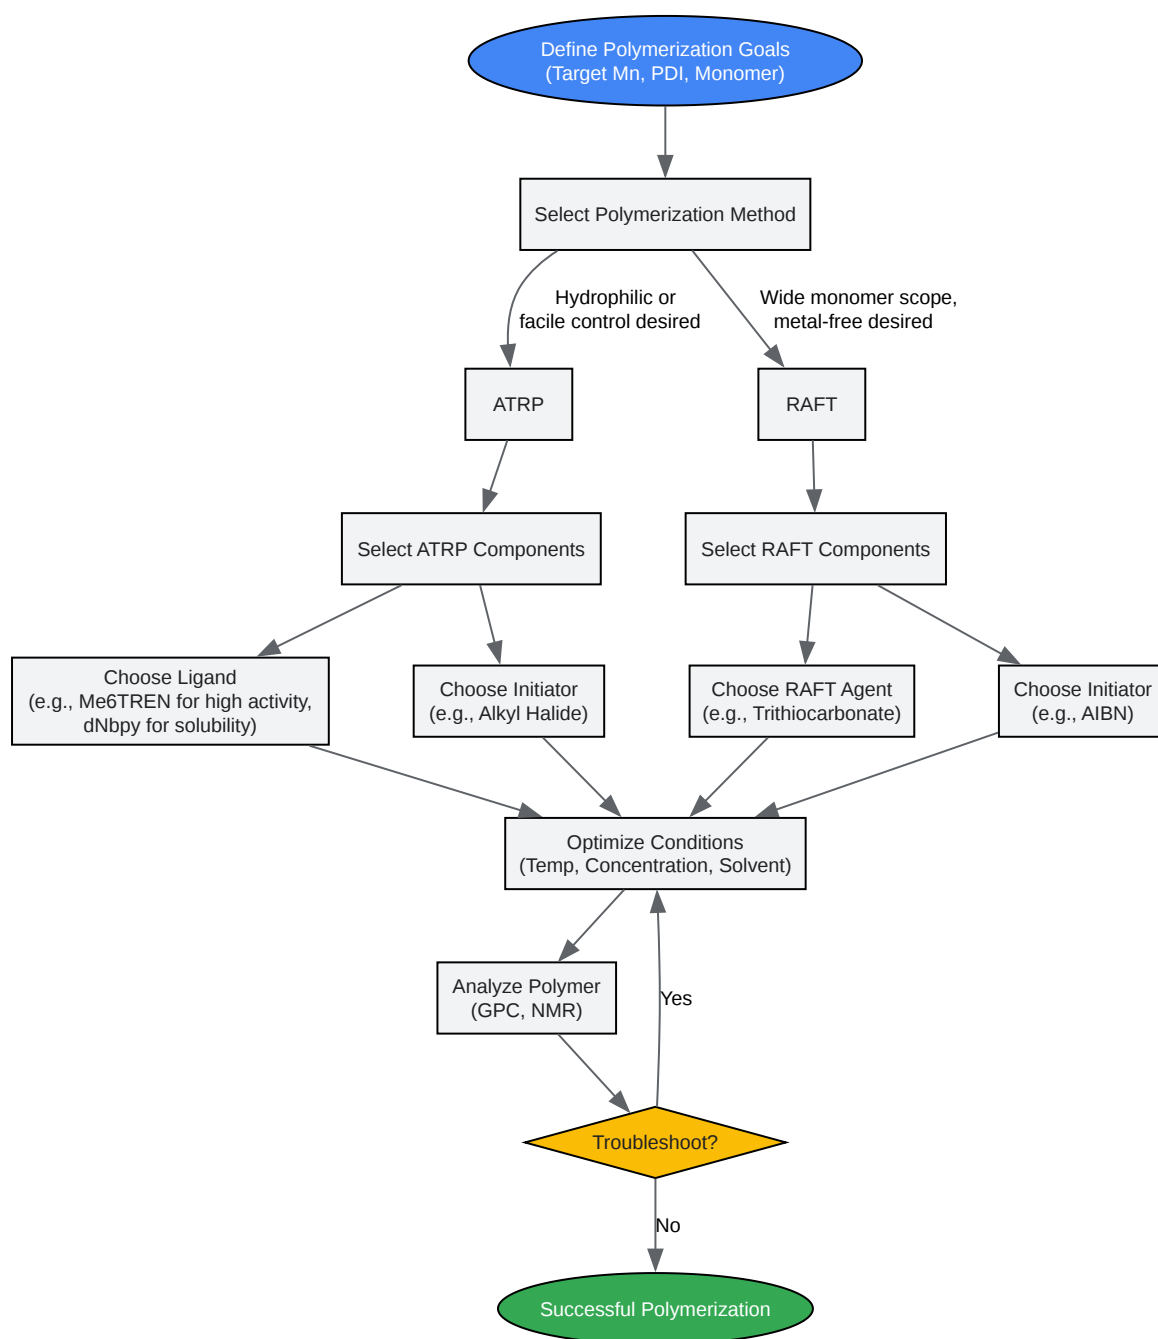 Define Polymerization Goals
(Target Mn, PDI, Monomer)
Select Polymerization Method
Hydrophilic or
facile control desired
Wide monomer scope,
metal-free desired
ATRP
RAFT
Select ATRP Components
Select RAFT Components
Choose Ligand
(e.g., Me6TREN for high activity,
dNbpy for solubility)
Choose Initiator
(e.g., Alkyl Halide)
Choose RAFT Agent
(e.g., Trithiocarbonate)
Choose Initiator
(e.g., AIBN)
Optimize Conditions
(Temp, Concentration, Solvent)
Analyze Polymer
(GPC, NMR)
Yes
Troubleshoot?
No
Successful Polymerization